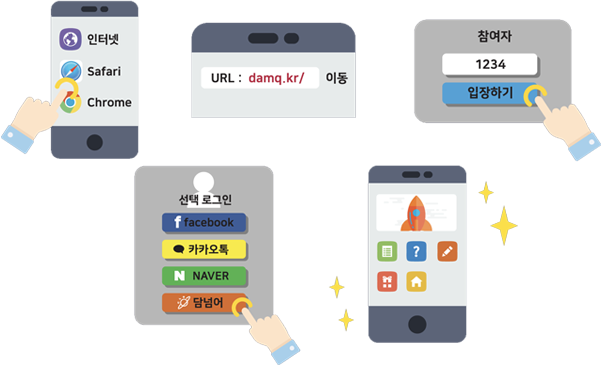 인터넷
Safari
Chrome
URL : damq.kr/ 이동
참여자
1234
입장하기
선택 로그인
f facebook
카카오톡
N NAVER
담넘어
?